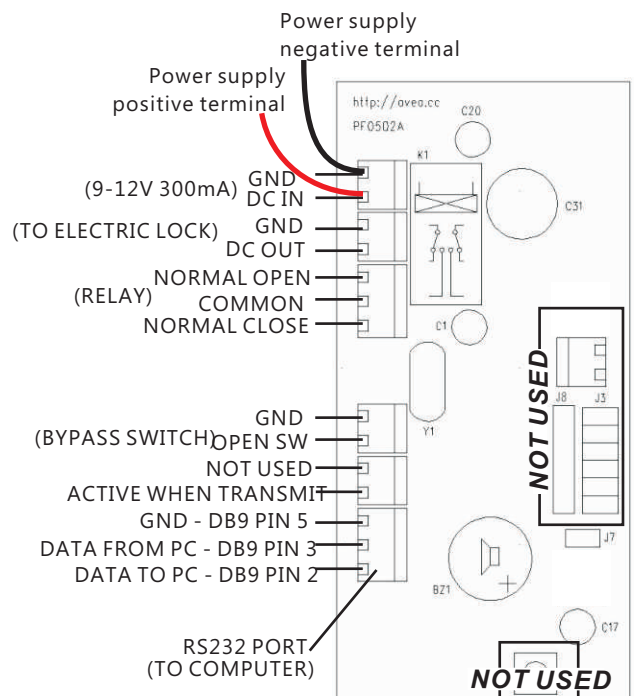 Power supply
negative terminal
Power supply
positive terminal
http://avea.cc
PF0502A
C20
K1
C31
(9-12V 300mA)
GND
DC IN
(TO ELECTRIC LOCK)
GND
DC OUT
NORMAL OPEN
(RELAY)
COMMON
NORMAL CLOSE
C1
Y1
NOT USED
J8
J3
GND
(BYPASS SWITCH)
OPEN SW
NOT USED
ACTIVE WHEN TRANSMIT
GND - DB9 PIN 5
DATA FROM PC - DB9 PIN 3
DATA TO PC - DB9 PIN 2
J7
BZ1
+
C17
RS232 PORT
(TO COMPUTER)
NOT USED